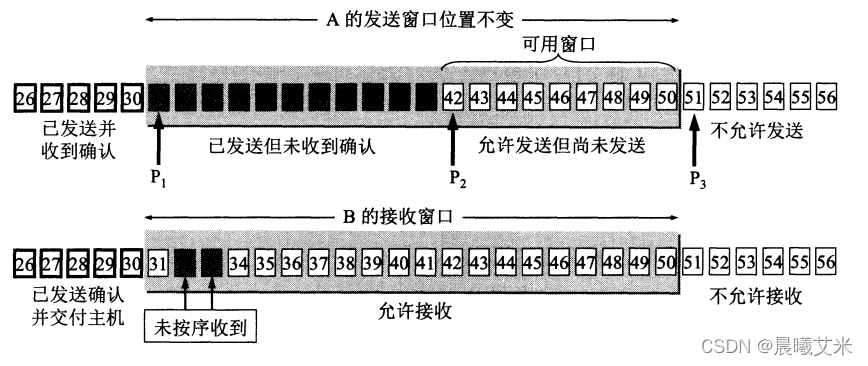 A 的发送窗口位置不变
可用窗口
26 27 28 29 30 42 43 44 45 46 47 48 49 50 51 52 53 54 55 56
已发送并
收到确认
已发送但未收到确认
允许发送但尚未发送
不允许发送
P1
P2
P3
B 的接收窗口
26 27 28 29 30 31 34 35 36 37 38 39 40 41 42 43 44 45 46 47 48 49 50 51 52 53 54 55 56
已发送确认
并交付主机
未按序收到
允许接收
不允许接收
CSDN @晨曦艾米